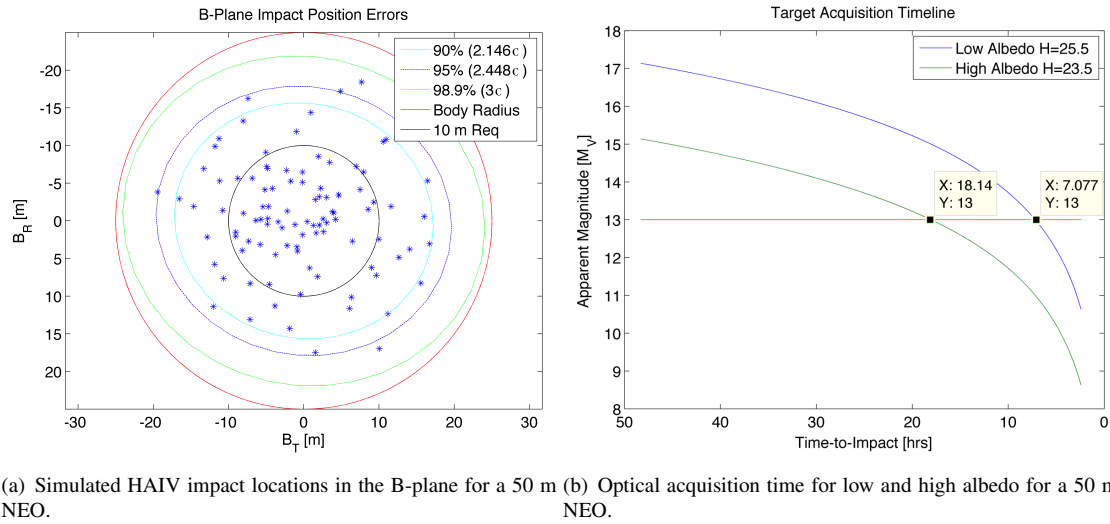 B-Plane Impact Position Errors
90% (2.146σ)
95% (2.448σ)
98.9% (3σ)
Body Radius
10 m Req
-20
-15
-10
-5
0
5
10
15
20
B_R [m]
-30
-20
-10
0
10
20
30
B_T [m]
Target Acquisition Timeline
Low Albedo H=25.5
High Albedo H=23.5
18
17
16
15
14
13
12
11
10
9
8
Apparent Magnitude [M_V]
X: 18.14
Y: 13
X: 7.077
Y: 13
50
40
30
20
10
0
Time-to-Impact [hrs]
(a) Simulated HAIV impact locations in the B-plane for a 50 m
NEO.
(b) Optical acquisition time for low and high albedo for a 50 m
NEO.